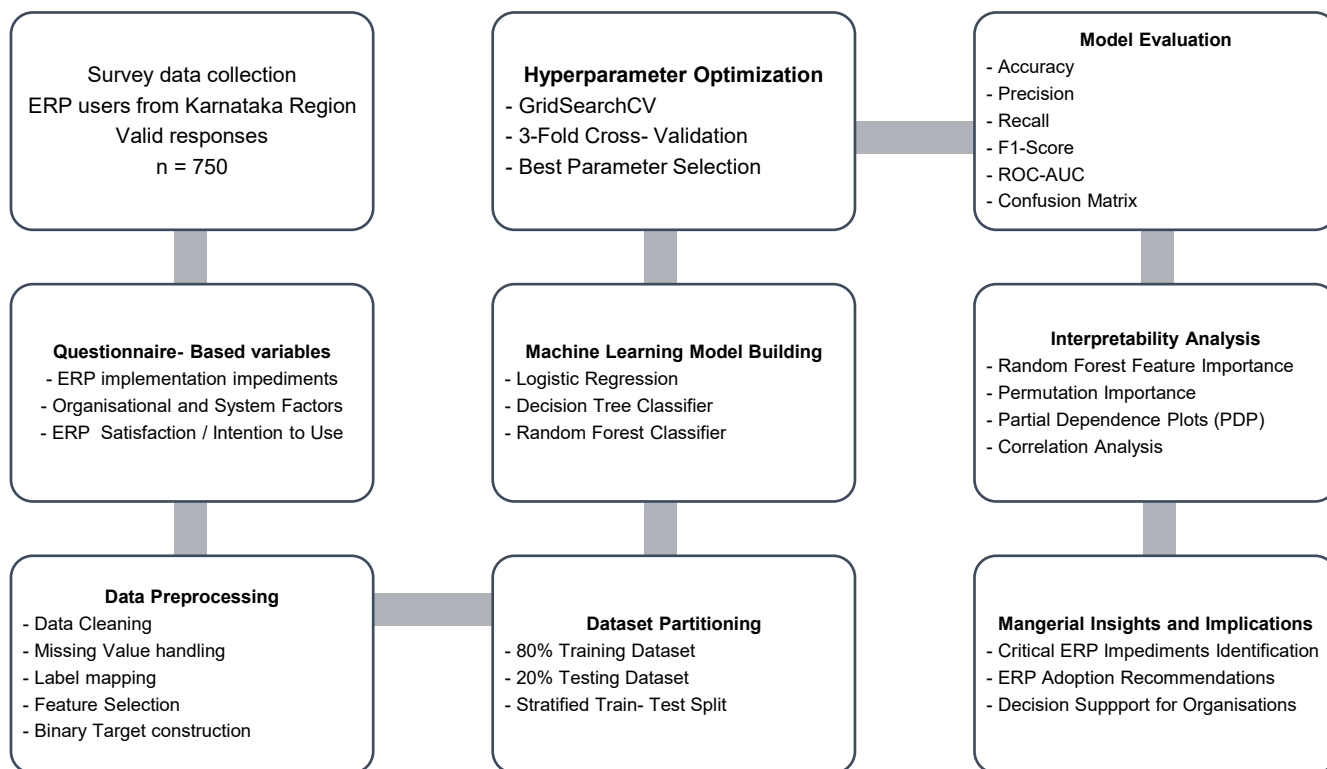 Survey data collection
ERP users from Karnataka Region
Valid responses
n = 750
Questionnaire- Based variables
- ERP implementation impediments
- Organisational and System Factors
- ERP Satisfaction / Intention to Use
Data Preprocessing
- Data Cleaning
- Missing Value handling
- Label mapping
- Feature Selection
- Binary Target construction
Dataset Partitioning
- 80% Training Dataset
- 20% Testing Dataset
- Stratified Train- Test Split
Machine Learning Model Building
- Logistic Regression
- Decision Tree Classifier
- Random Forest Classifier
Hyperparameter Optimization
- GridSearchCV
- 3-Fold Cross- Validation
- Best Parameter Selection
Model Evaluation
- Accuracy
- Precision
- Recall
- F1-Score
- ROC-AUC
- Confusion Matrix
Interpretability Analysis
- Random Forest Feature Importance
- Permutation Importance
- Partial Dependence Plots (PDP)
- Correlation Analysis
Mangerial Insights and Implications
- Critical ERP Impediments Identification
- ERP Adoption Recommendations
- Decision Suppport for Organisations